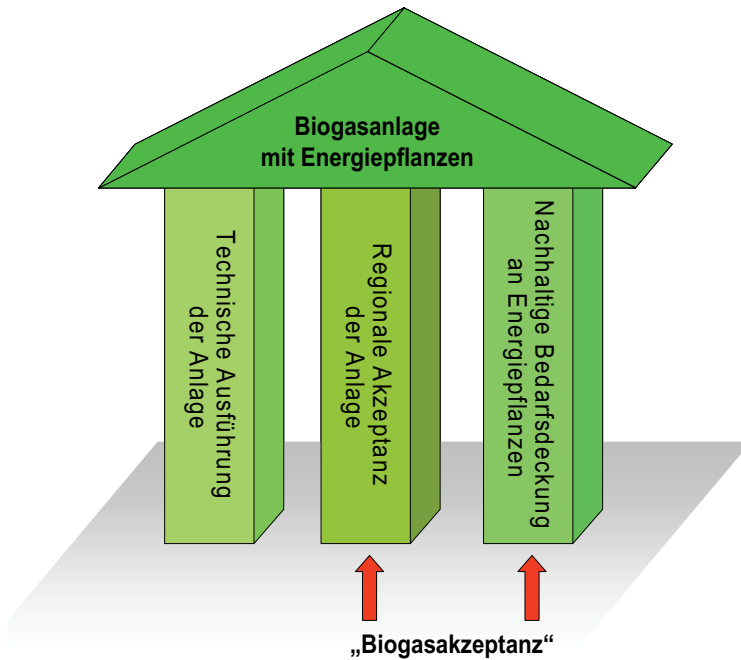 Biogasanlage
mit Energiepflanzen
Technische Ausführung
der Anlage
Regionale Akzeptanz
der Anlage
Nachhaltige Bedarfsdeckung
an Energiepflanzen
„Biogasakzeptanz“